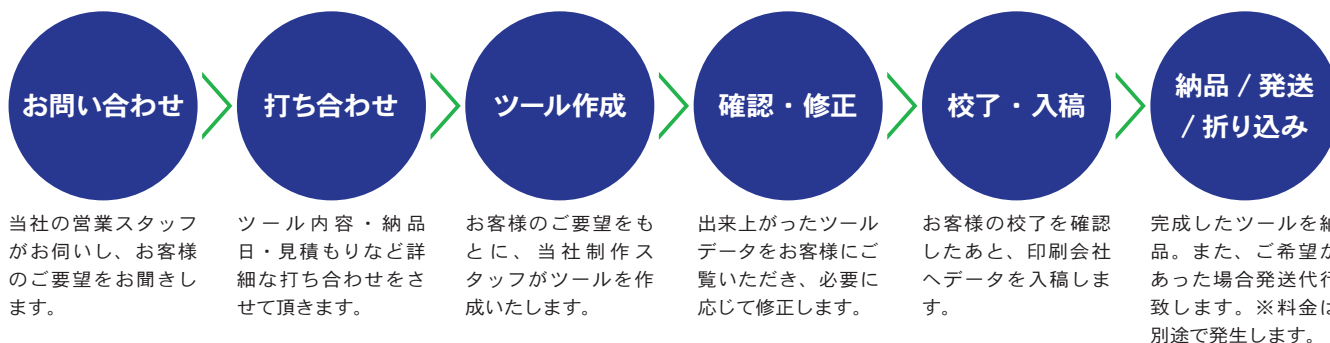 お問い合わせ
当社の営業スタッフ
がお伺いし、お客様
のご要望をお聞きし
ます。
打ち合わせ
ツール内容・納品
日・見積もりなど詳
細な打ち合わせをさ
せて頂きます。
ツール作成
お客様のご要望をも
とに、当社制作ス
タッフがツールを作
成いたします。
確認・修正
出来上がったツール
データをお客様にご
覧いただき、必要に
応じて修正します。
校了・入稿
お客様の校了を確認
したあと、印刷会社
へデータを入稿しま
す。
納品 / 発送
/ 折り込み
完成したツールを納
品。また、ご希望が
あった場合発送代行
致します。※料金は
別途で発生します。